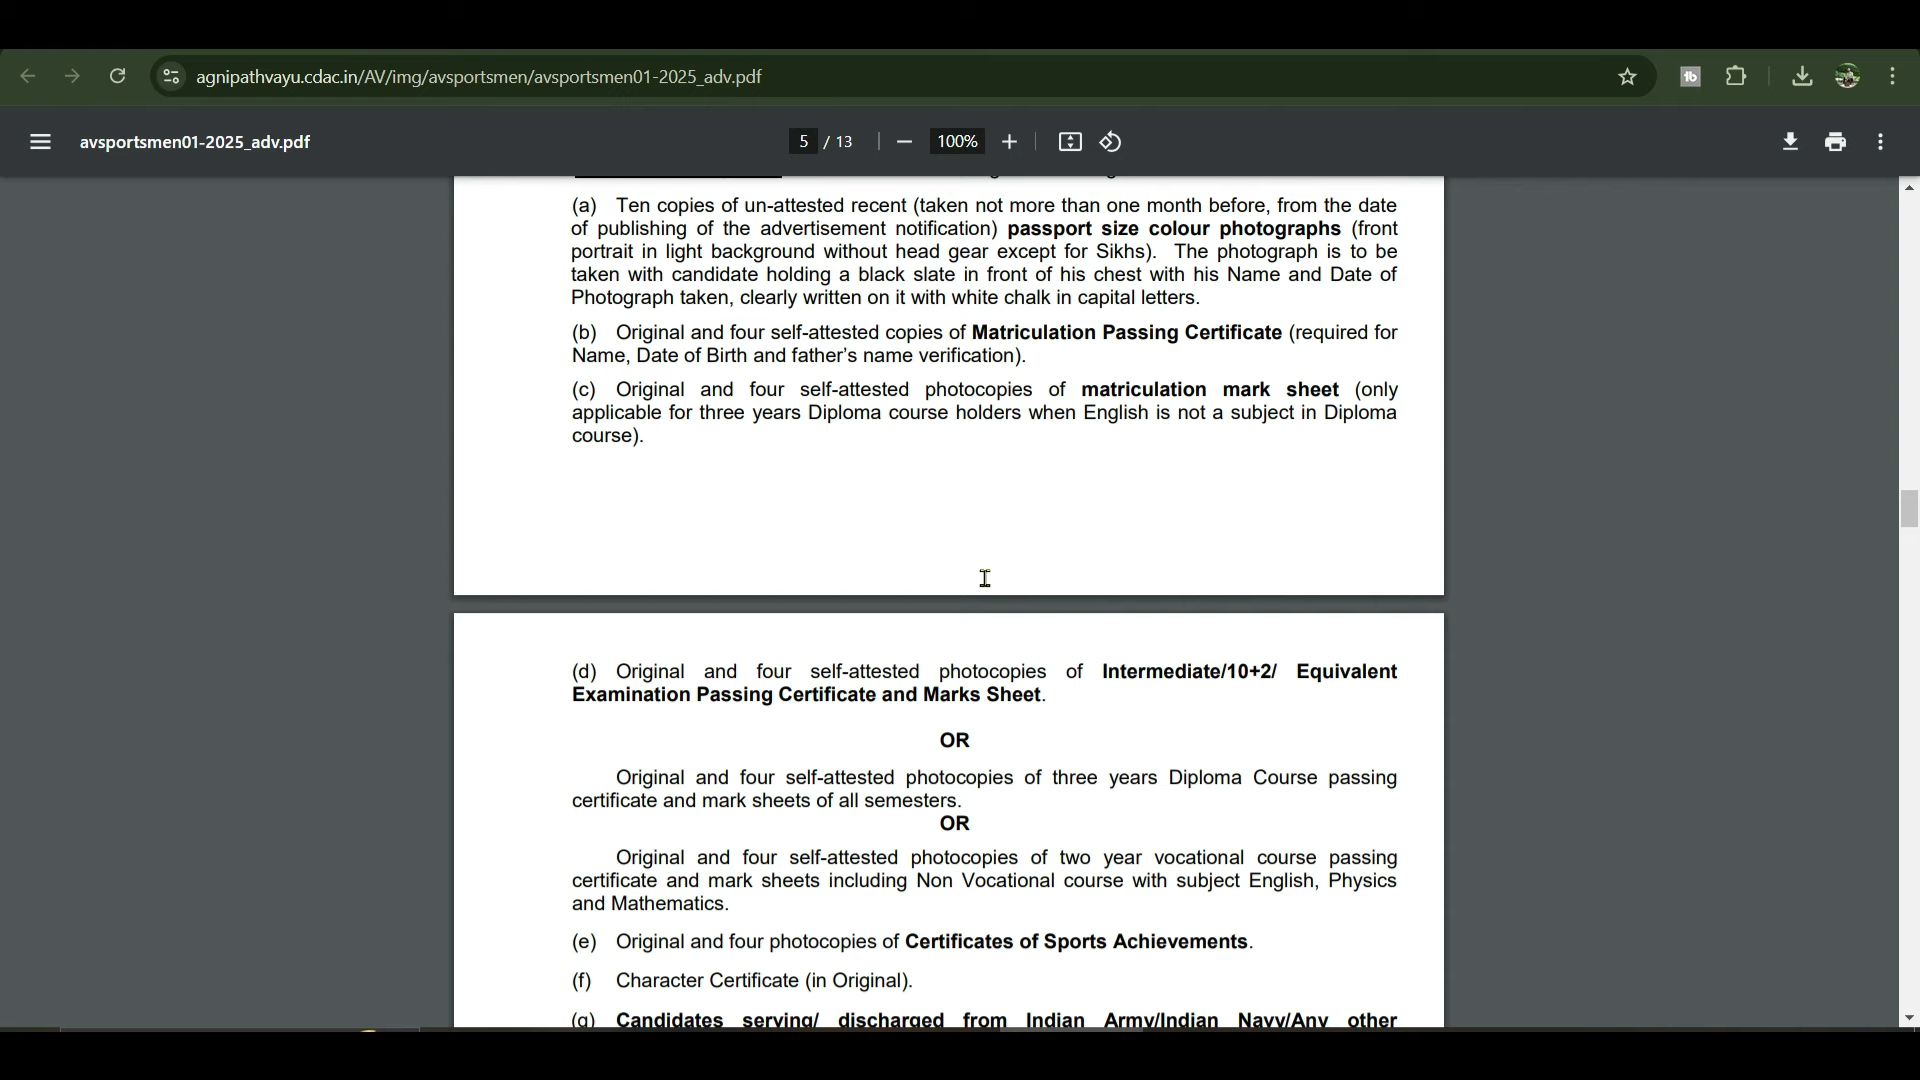 agnipathvayu.cdac.in/AV/img/avsportsmen/avsportsmen01-2025_adv.pdf
avsportsmen01-2025_adv.pdf
5 / 13
100%
(a) Ten copies of un-attested recent (taken not more than one month before, from the date
of publishing of the advertisement notification) passport size colour photographs (front
portrait in light background without head gear except for Sikhs). The photograph is to be
taken with candidate holding a black slate in front of his chest with his Name and Date of
Photograph taken, clearly written on it with white chalk in capital letters.
(b) Original and four self-attested copies of Matriculation Passing Certificate (required for
Name, Date of Birth and father's name verification).
(c) Original and four self-attested photocopies of matriculation mark sheet (only
applicable for three years Diploma course holders when English is not a subject in Diploma
course).
(d) Original and four self-attested photocopies of Intermediate/10+2/ Equivalent
Examination Passing Certificate and Marks Sheet.
OR
Original and four self-attested photocopies of three years Diploma Course passing
certificate and mark sheets of all semesters.
OR
Original and four self-attested photocopies of two year vocational course passing
certificate and mark sheets including Non Vocational course with subject English, Physics
and Mathematics.
(e) Original and four photocopies of Certificates of Sports Achievements.
(f) Character Certificate (in Original).
(g) Candidates serving/ discharged from Indian Army/Indian Navy/Any other